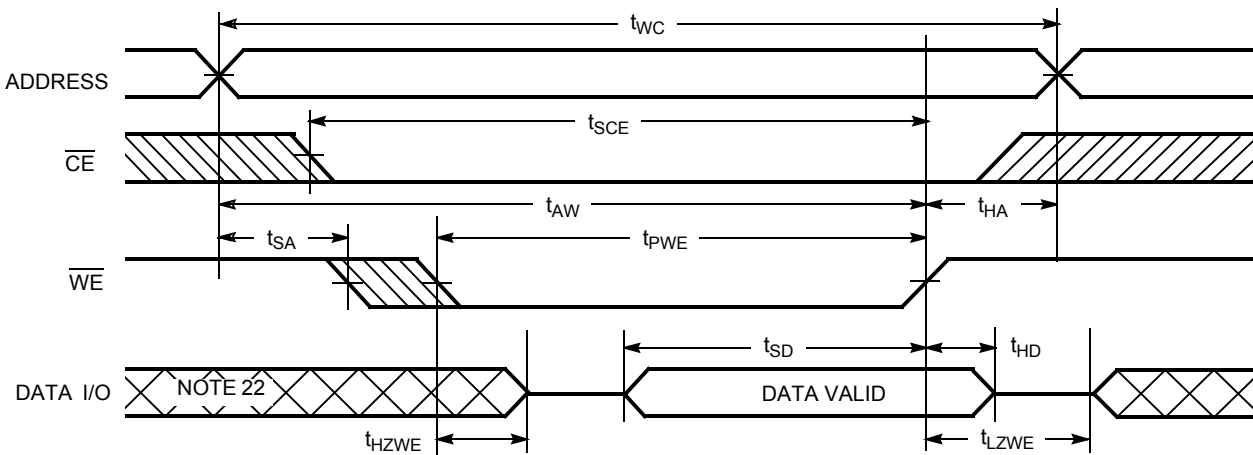 tWC
ADDRESS
tSCE
CE
tAW
tHA
tSA
tPWE
WE
tSD
tHD
DATA I/O
NOTE 22
DATA VALID
tHZWE
tLZWE